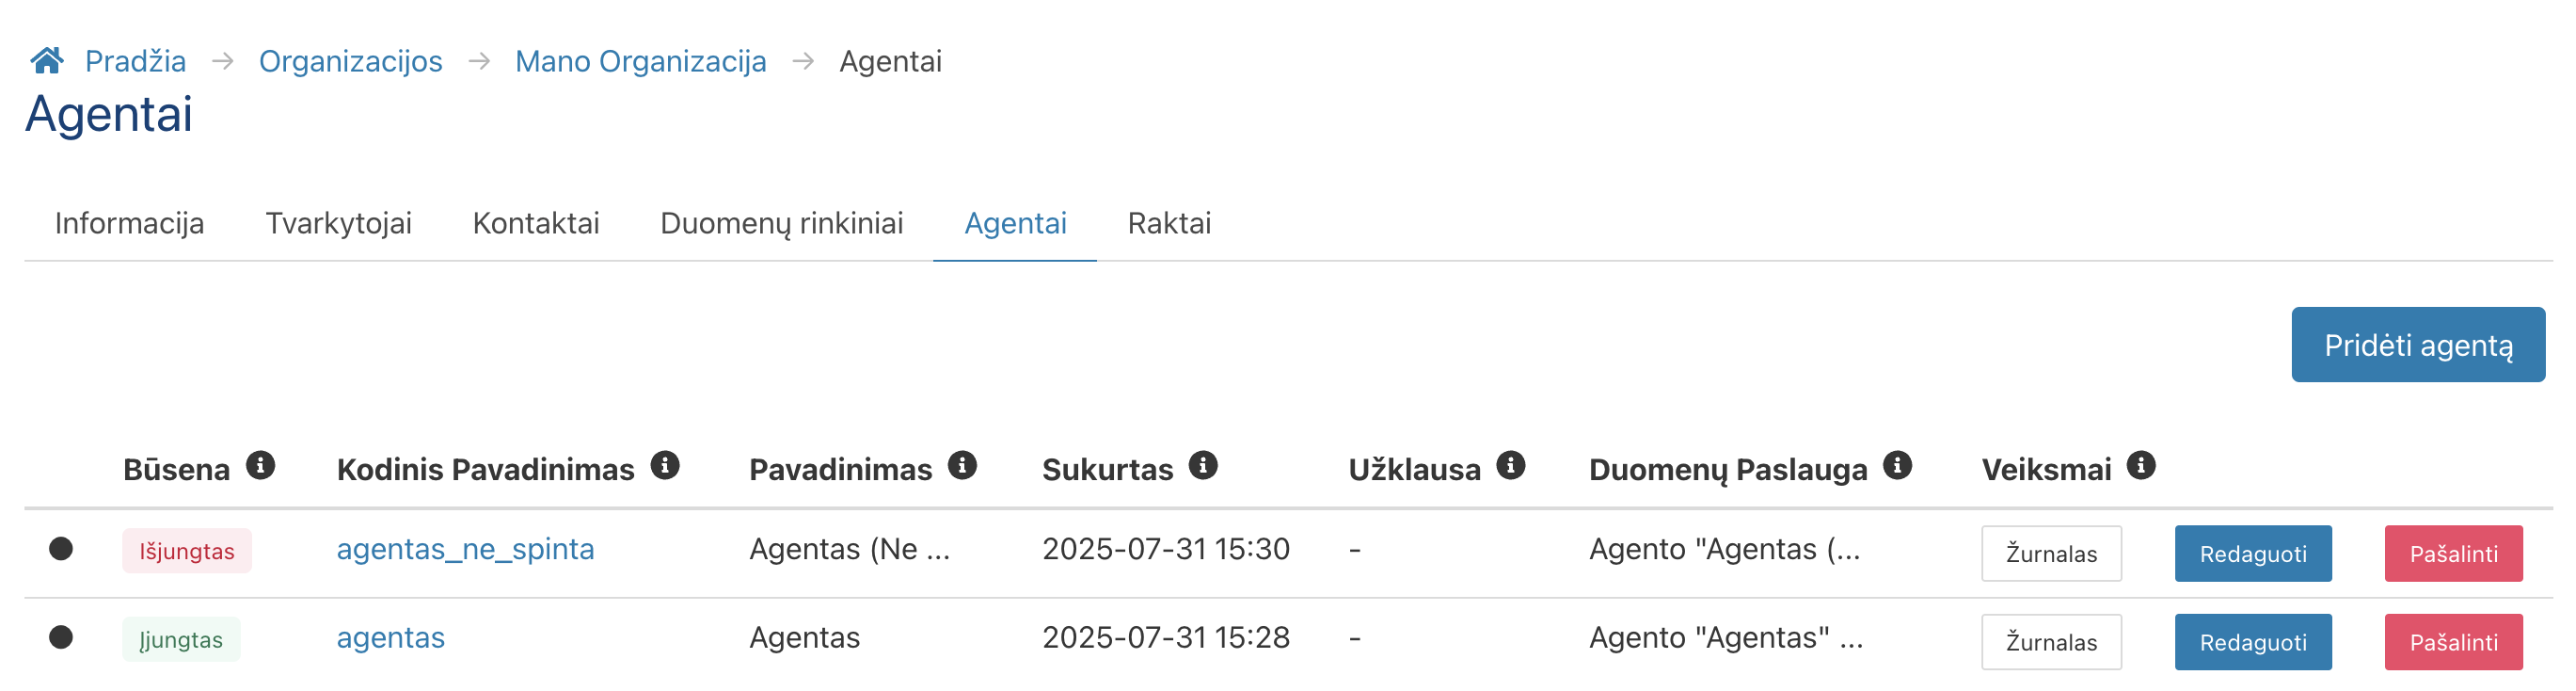 Pradžia → Organizacijos → Mano Organizacija → Agentai
Agentai
Informacija Tvarkytojai Kontaktai Duomenų rinkiniai Agentai Raktai
Pridėti agentą
Būsena Kodinis Pavadinimas Pavadinimas Sukurtas Užklausa Duomenų Paslauga Veiksmai
Išjungtas agentas_ne_spinta Agentas (Ne ... 2025-07-31 15:30 - Agento "Agentas (... Žurnalas Redaguoti Pašalinti
Įjungtas agentas Agentas 2025-07-31 15:28 - Agento "Agentas" ... Žurnalas Redaguoti Pašalinti